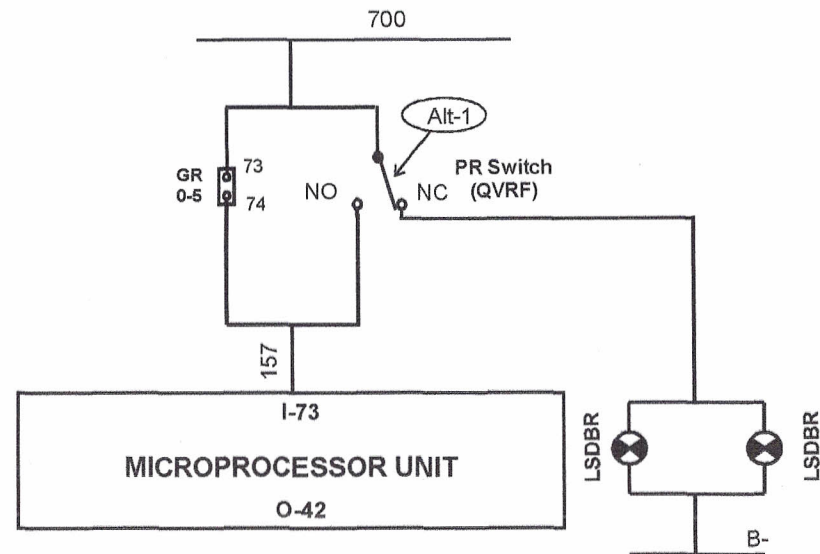 700
Alt-1
GR
0-5
73
74
NO
NC
PR Switch
(QVRF)
157
I-73
MICROPROCESSOR UNIT
O-42
LSDBR
LSDBR
B-